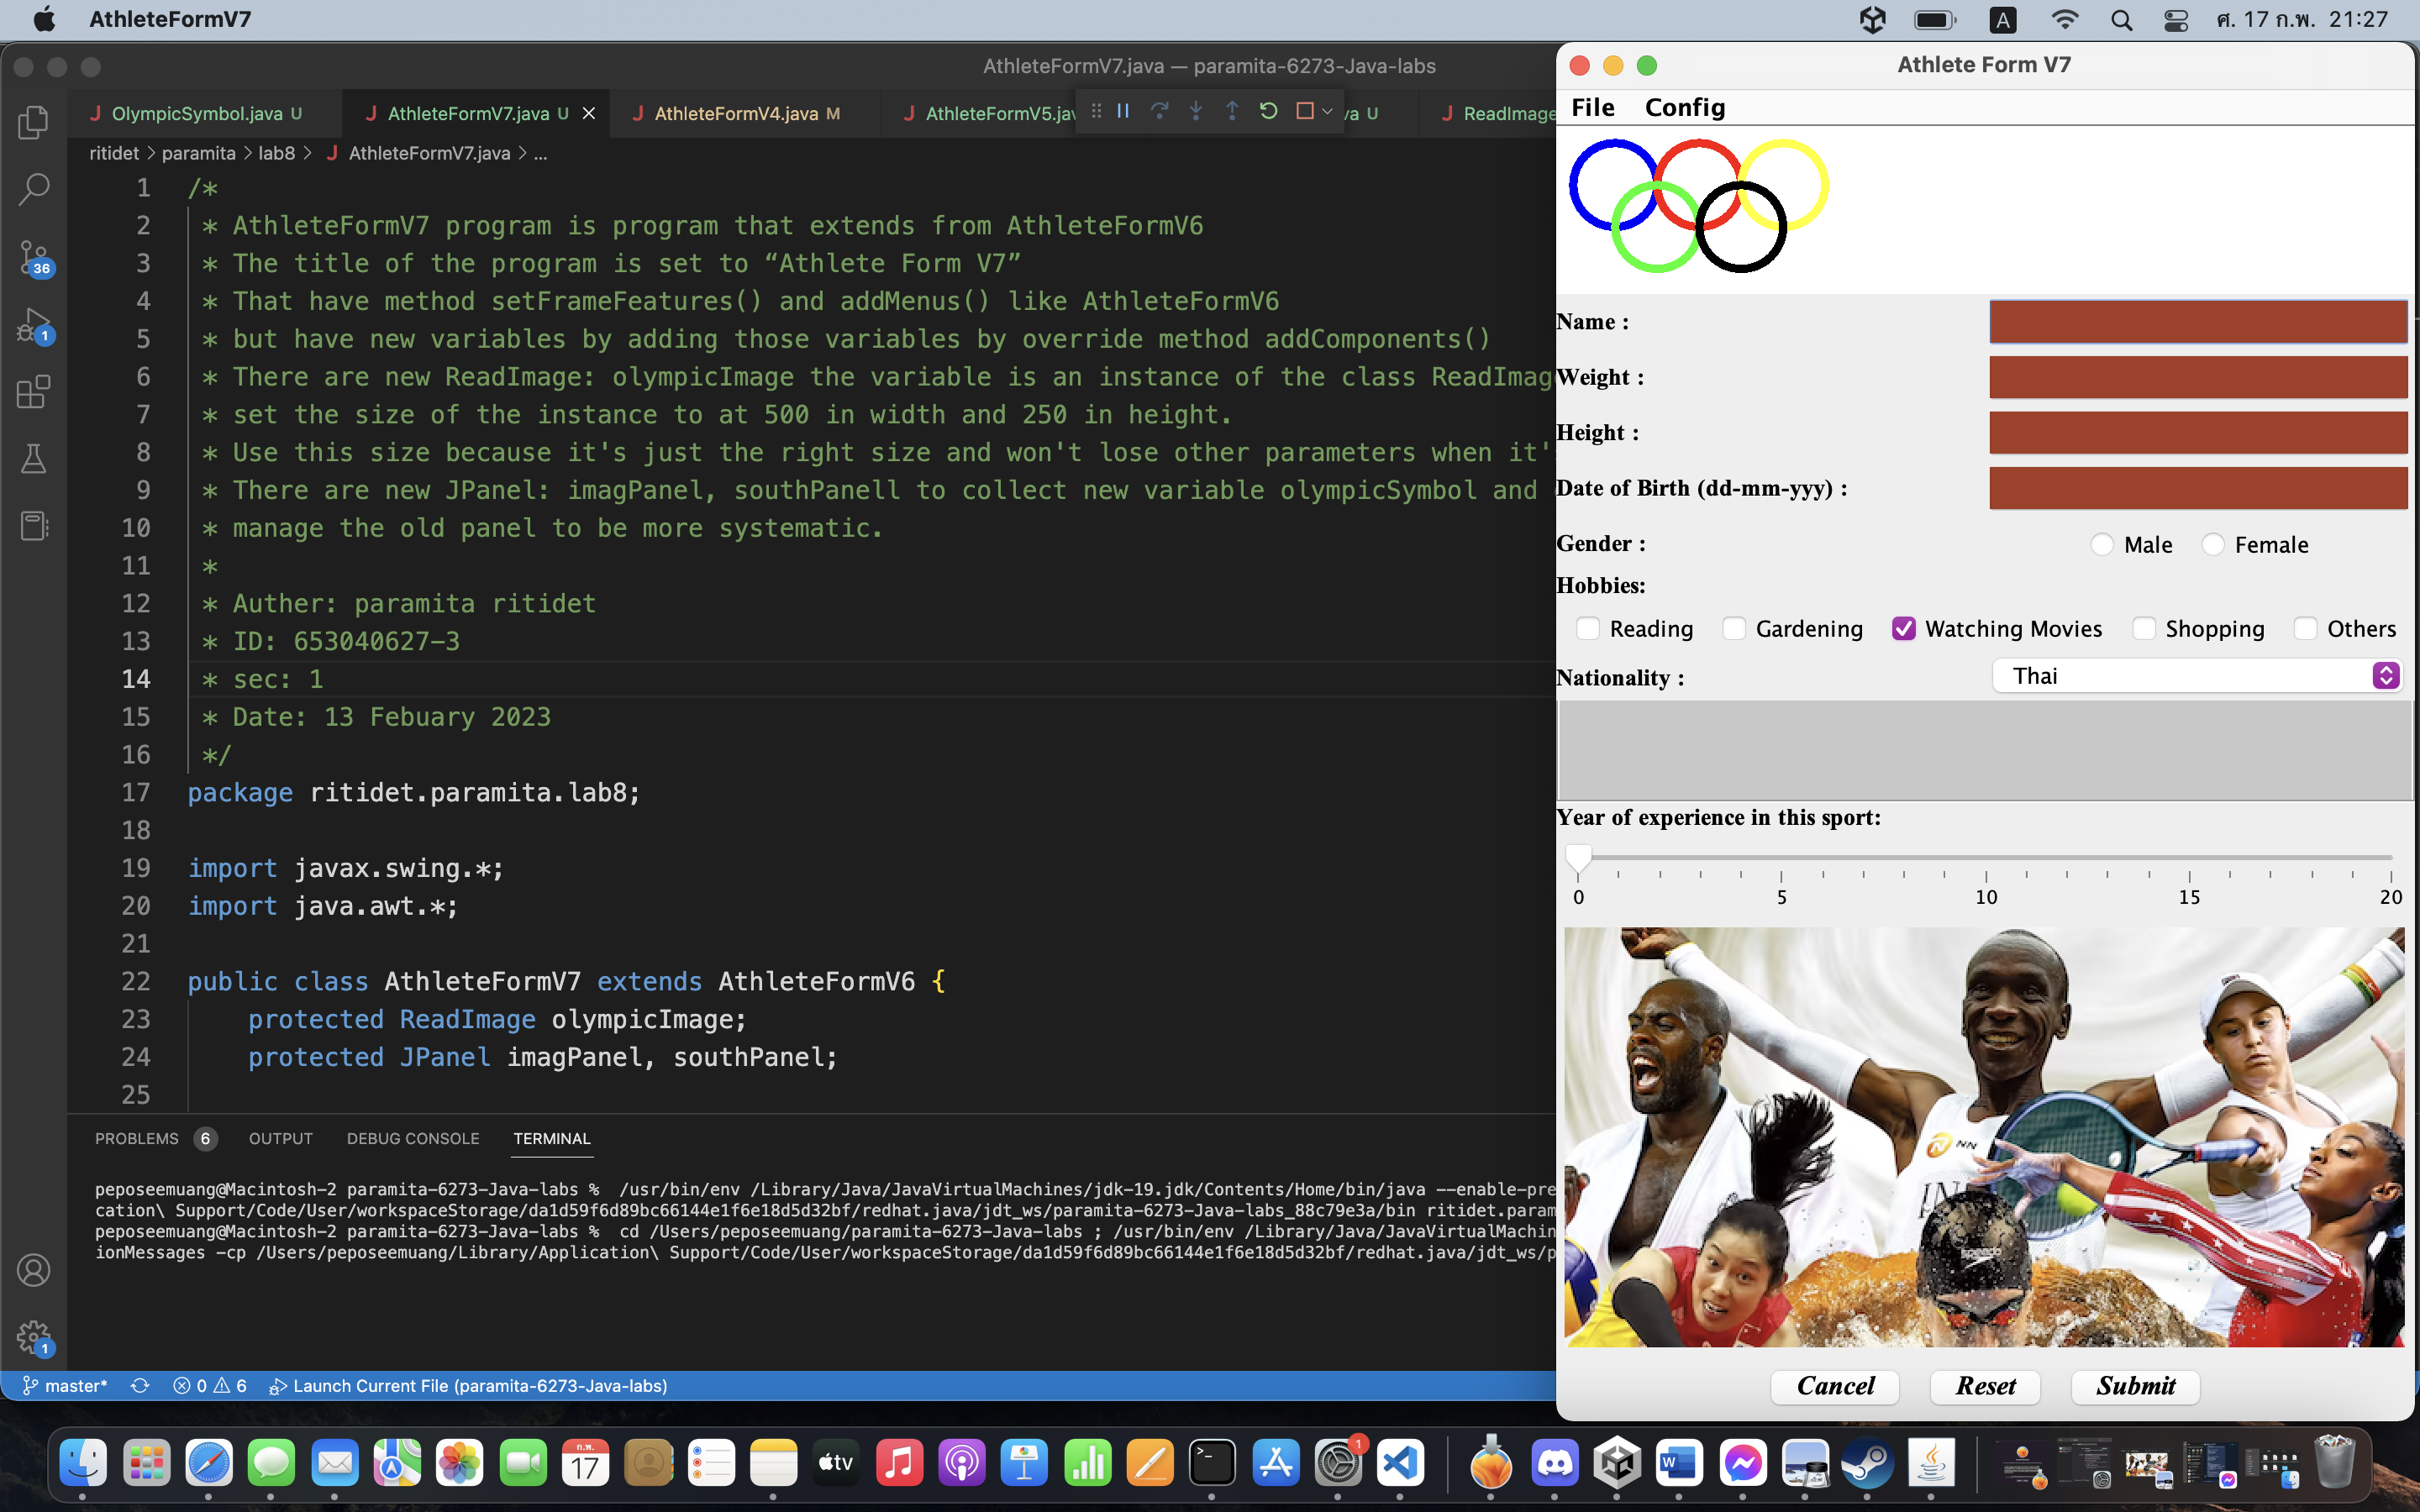 AthleteFormV7
A
ศ. 17 ก.พ. 21:27
AthleteFormV7.java — paramita-6273-Java-labs
J OlympicSymbol.java U
J AthleteFormV7.java U
J AthleteFormV4.java M
J AthleteFormV5.jav
va U
J ReadImage
ritidet > paramita > lab8 > J AthleteFormV7.java > ...
1 /*
2 * AthleteFormV7 program is program that extends from AthleteFormV6
3 * The title of the program is set to “Athlete Form V7”
4 * That have method setFrameFeatures() and addMenus() like AthleteFormV6
5 * but have new variables by adding those variables by override method addComponents()
6 * There are new ReadImage: olympicImage the variable is an instance of the class ReadImag
7 * set the size of the instance to at 500 in width and 250 in height.
8 * Use this size because it's just the right size and won't lose other parameters when it'
9 * There are new JPanel: imagPanel, southPanell to collect new variable olympicSymbol and
10 * manage the old panel to be more systematic.
11 *
12 * Auther: paramita ritidet
13 * ID: 653040627-3
14 * sec: 1
15 * Date: 13 Febuary 2023
16 */
17 package ritidet.paramita.lab8;
18
19 import javax.swing.*;
20 import java.awt.*;
21
22 public class AthleteFormV7 extends AthleteFormV6 {
23 protected ReadImage olympicImage;
24 protected JPanel imagPanel, southPanel;
25
36
1
1
PROBLEMS 6 OUTPUT DEBUG CONSOLE TERMINAL
peposeemuang@Macintosh-2 paramita-6273-Java-labs % /usr/bin/env /Library/Java/JavaVirtualMachines/jdk-19.jdk/Contents/Home/bin/java --enable-pre
cation\ Support/Code/User/workspaceStorage/da1d59f6d89bc66144e1f6e18d5d32bf/redhat.java/jdt_ws/paramita-6273-Java-labs_88c79e3a/bin ritidet.param
peposeemuang@Macintosh-2 paramita-6273-Java-labs % cd /Users/peposeemuang/paramita-6273-Java-labs ; /usr/bin/env /Library/Java/JavaVirtualMachin
ionMessages -cp /Users/peposeemuang/Library/Application\ Support/Code/User/workspaceStorage/da1d59f6d89bc66144e1f6e18d5d32bf/redhat.java/jdt_ws/p
master* 0 6 Launch Current File (paramita-6273-Java-labs)
Athlete Form V7
File Config
Name :
Weight :
Height :
Date of Birth (dd-mm-yyy) :
Gender : Male Female
Hobbies:
Reading Gardening Watching Movies Shopping Others
Nationality : Thai
Year of experience in this sport:
0 5 10 15 20
NN
speedo
Cancel Reset Submit
ก.พ.
17
tv
1
W